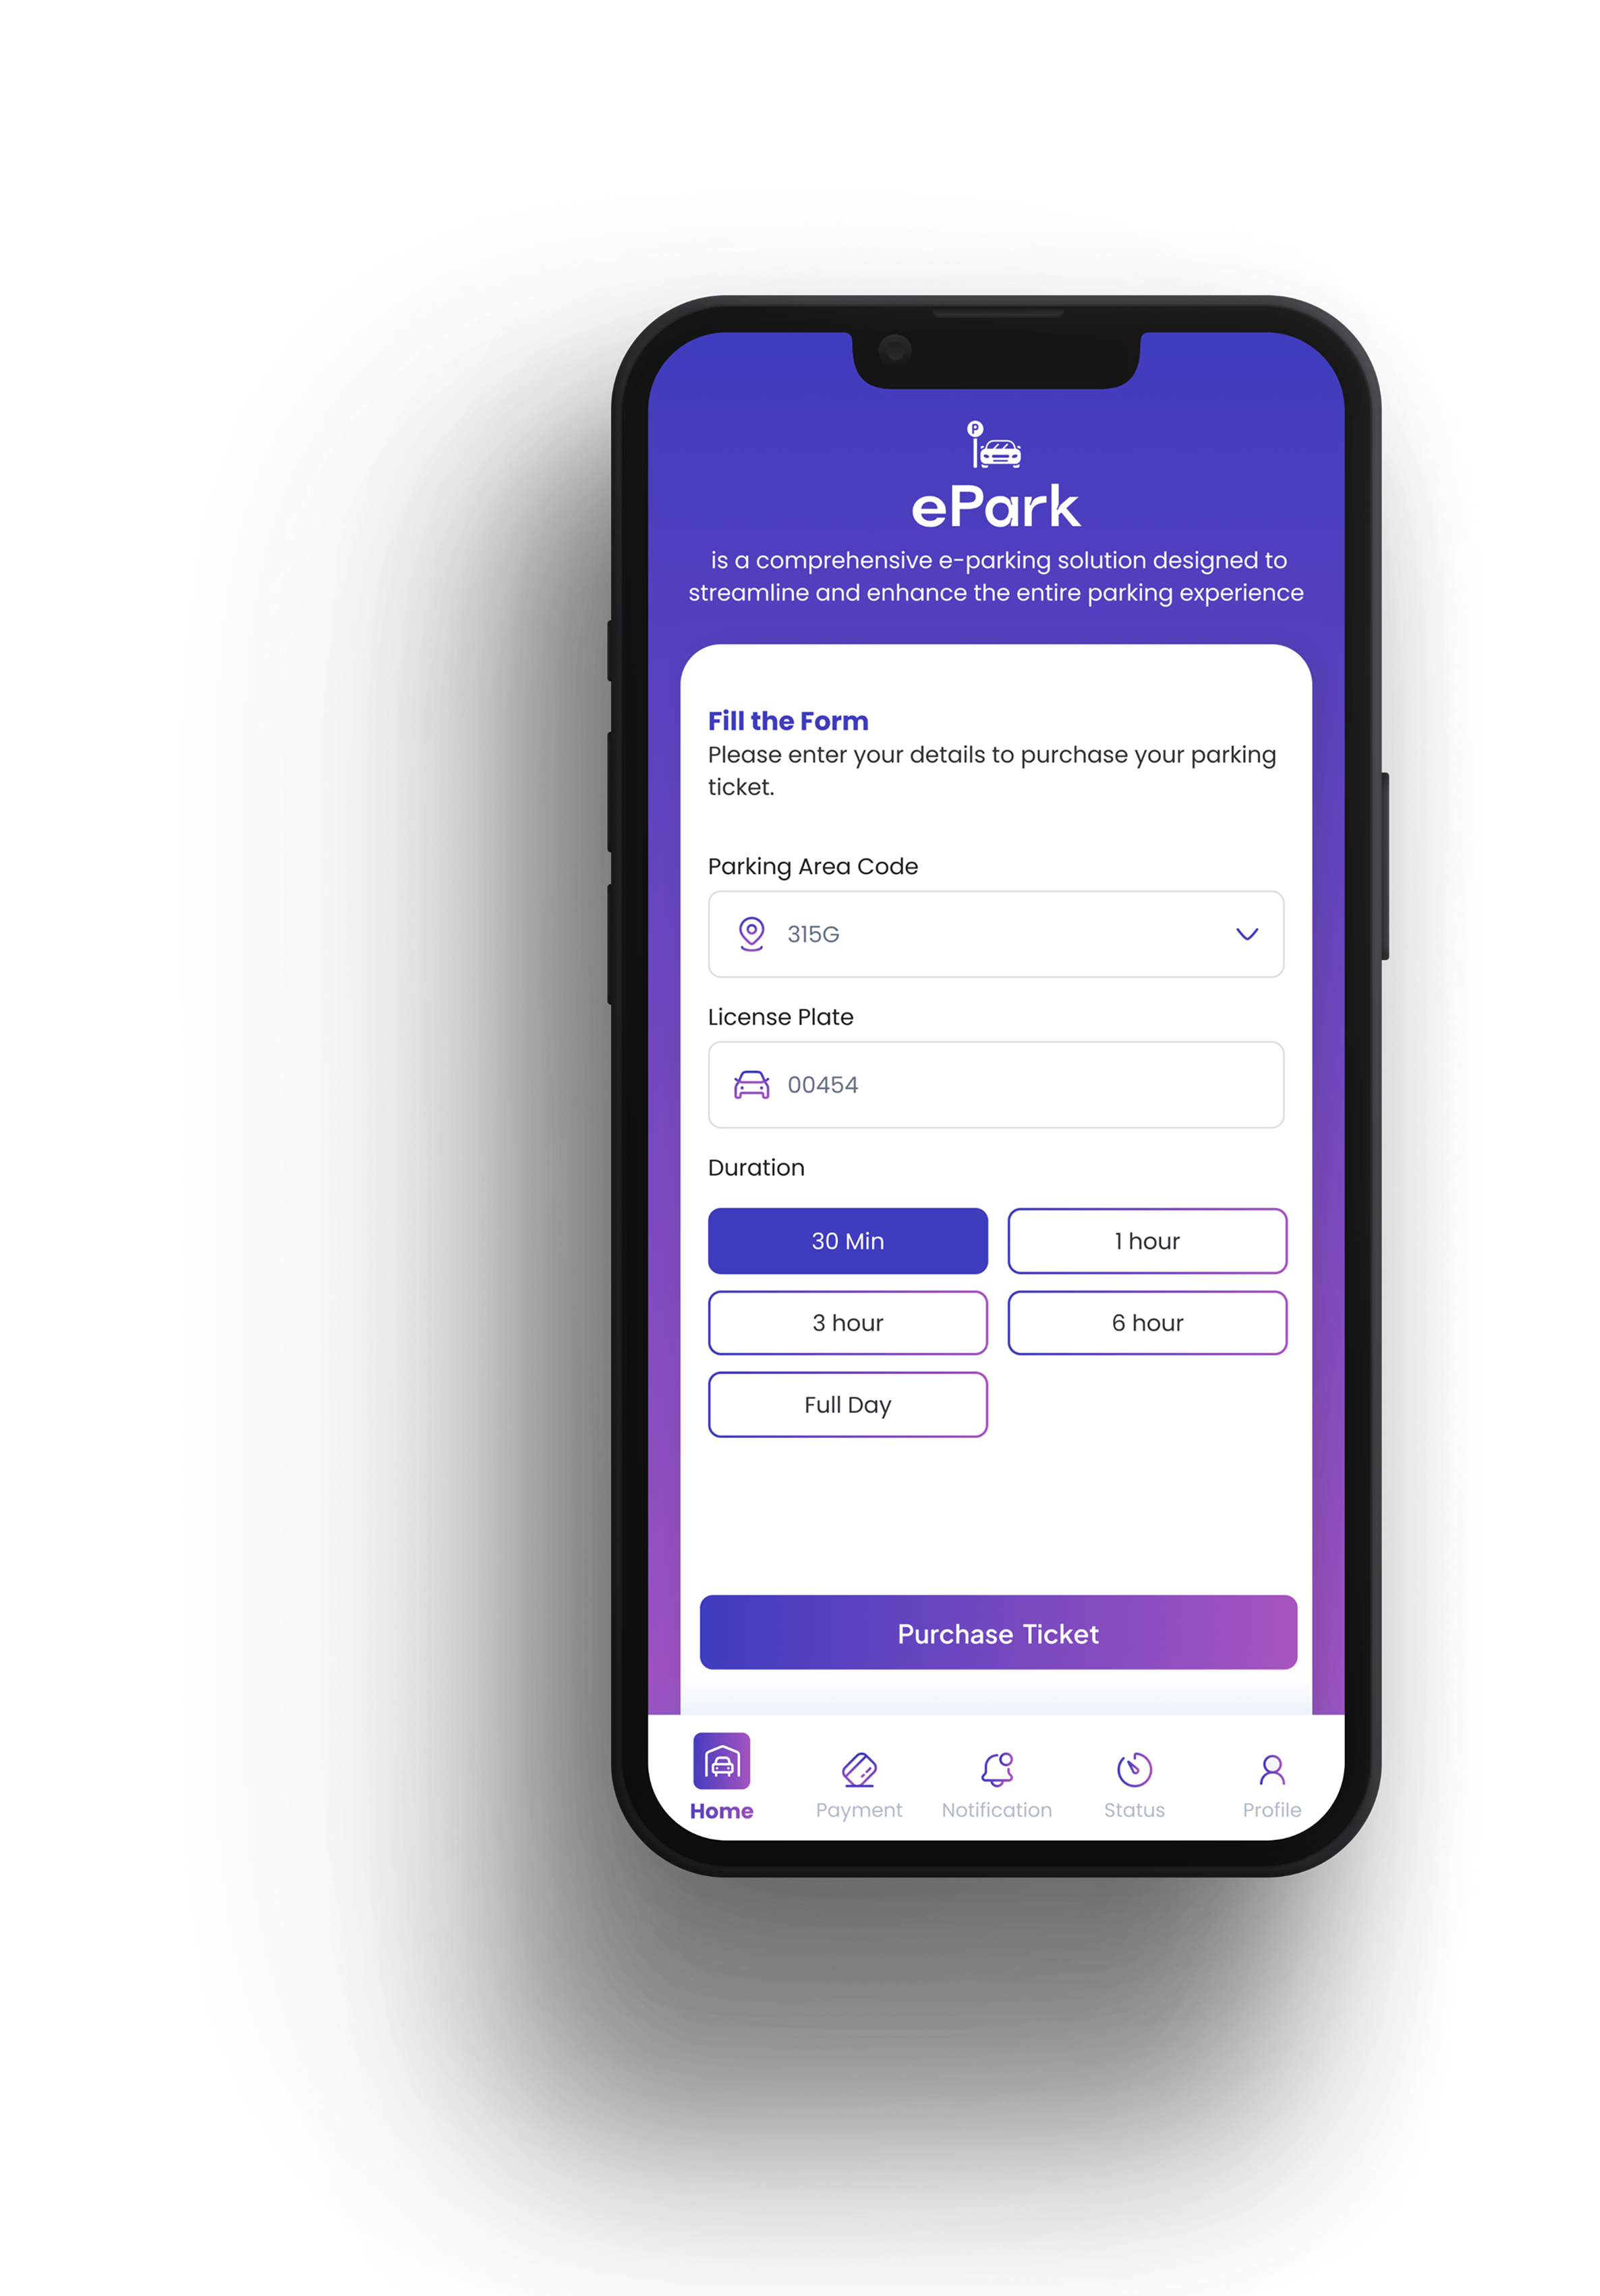 P
ePark
is a comprehensive e-parking solution designed to
streamline and enhance the entire parking experience
Fill the Form
Please enter your details to purchase your parking
ticket.
Parking Area Code
315G
License Plate
00454
Duration
30 Min
1 hour
3 hour
6 hour
Full Day
Purchase Ticket
Home
Payment
Notification
Status
Profile